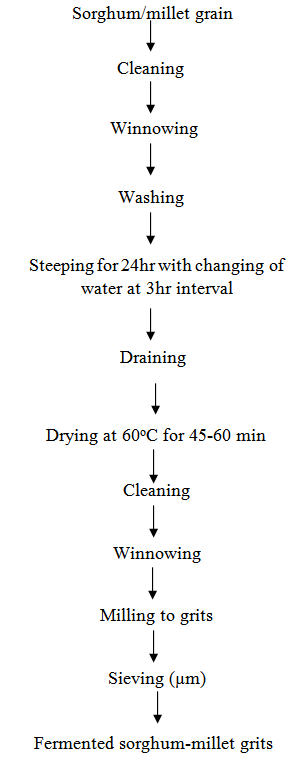 Sorghum/millet grain
Cleaning
Winnowing
Washing
Steeping for 24hr with changing of
water at 3hr interval
Draining
Drying at 60°C for 45-60 min
Cleaning
Winnowing
Milling to grits
Sieving (µm)
Fermented sorghum-millet grits